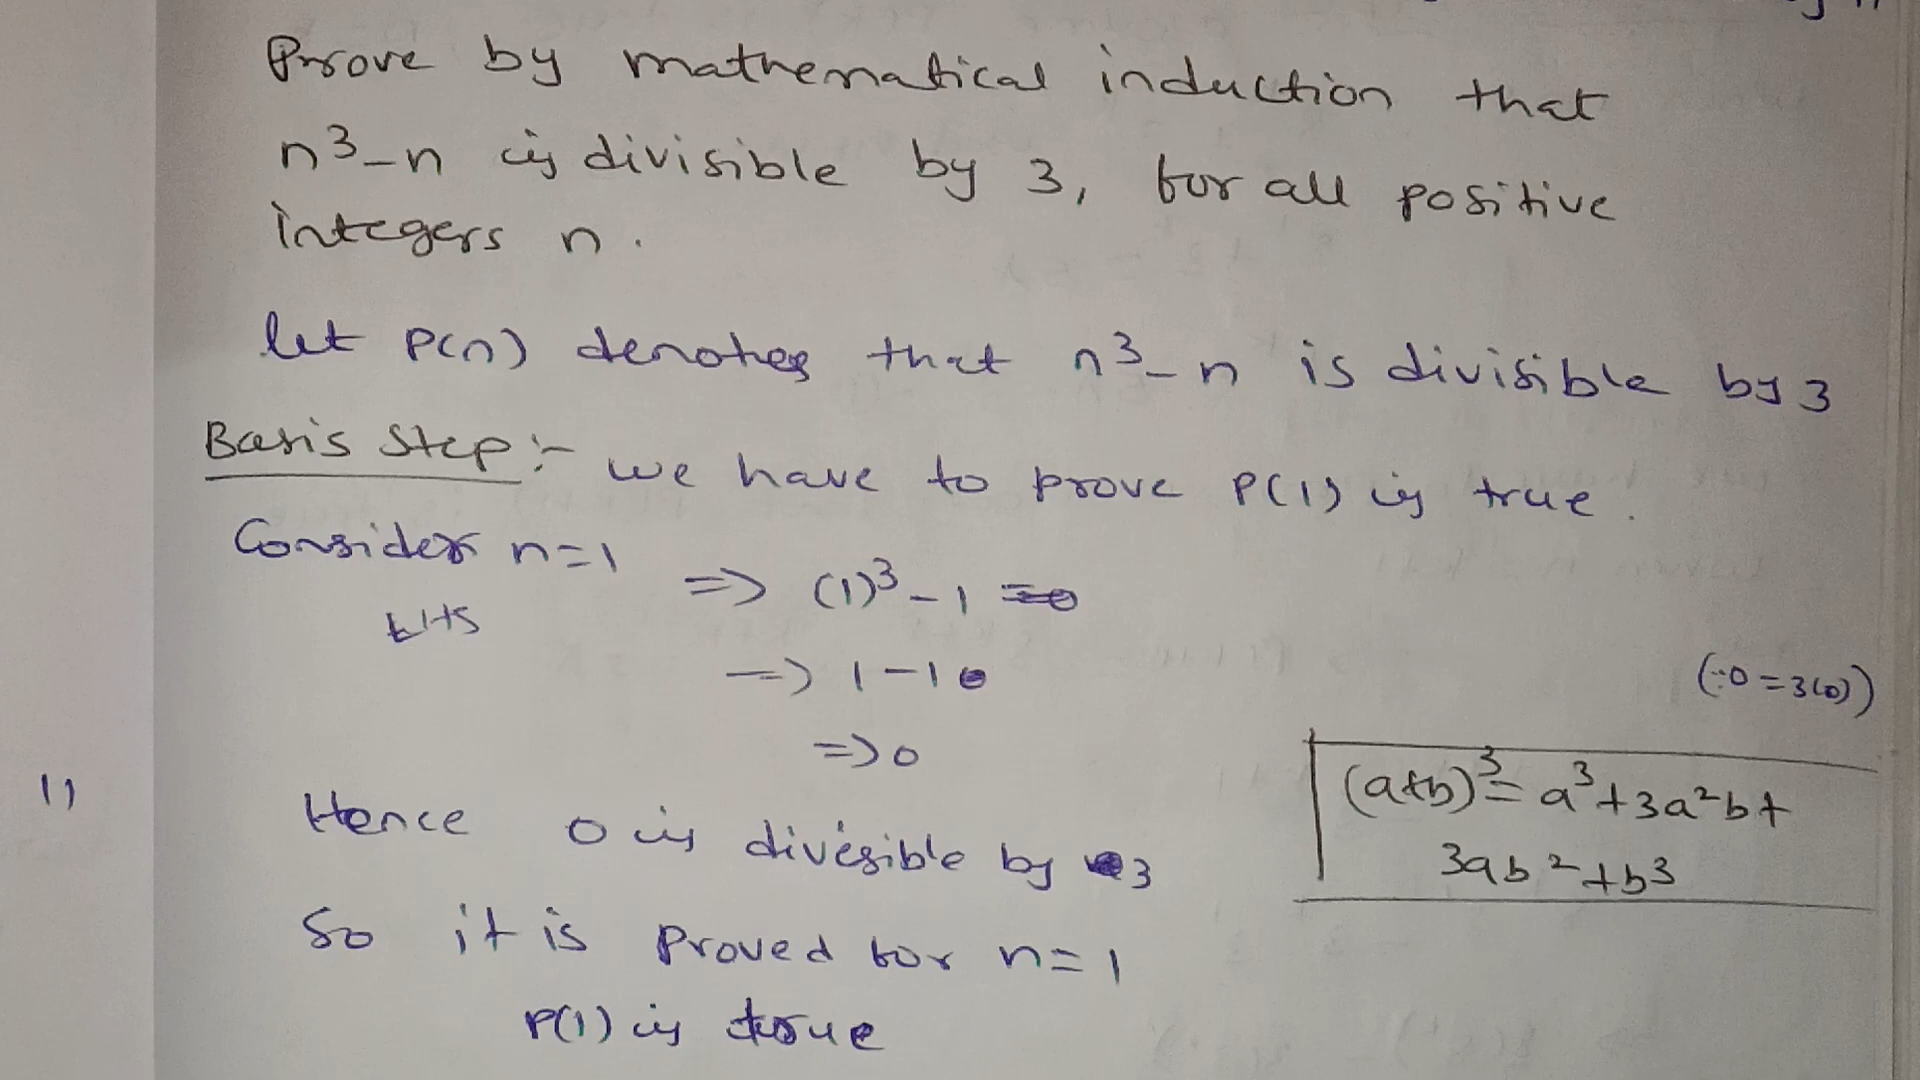 Prove by mathematical induction that
n³-n is divisible by 3, for all positive
integers n.
let P(n) denotes that n³-n is divisible by 3
Basis Step:- we have to prove P(1) is true.
Consider n=1 => (1)³-1
LHS
=> 1-1
=> 0
(∵0=3(0))
(a+b)³= a³+3a²b+
3ab²+b³
11
Hence 0 is divisible by 3
So it is proved for n=1
P(1) is true